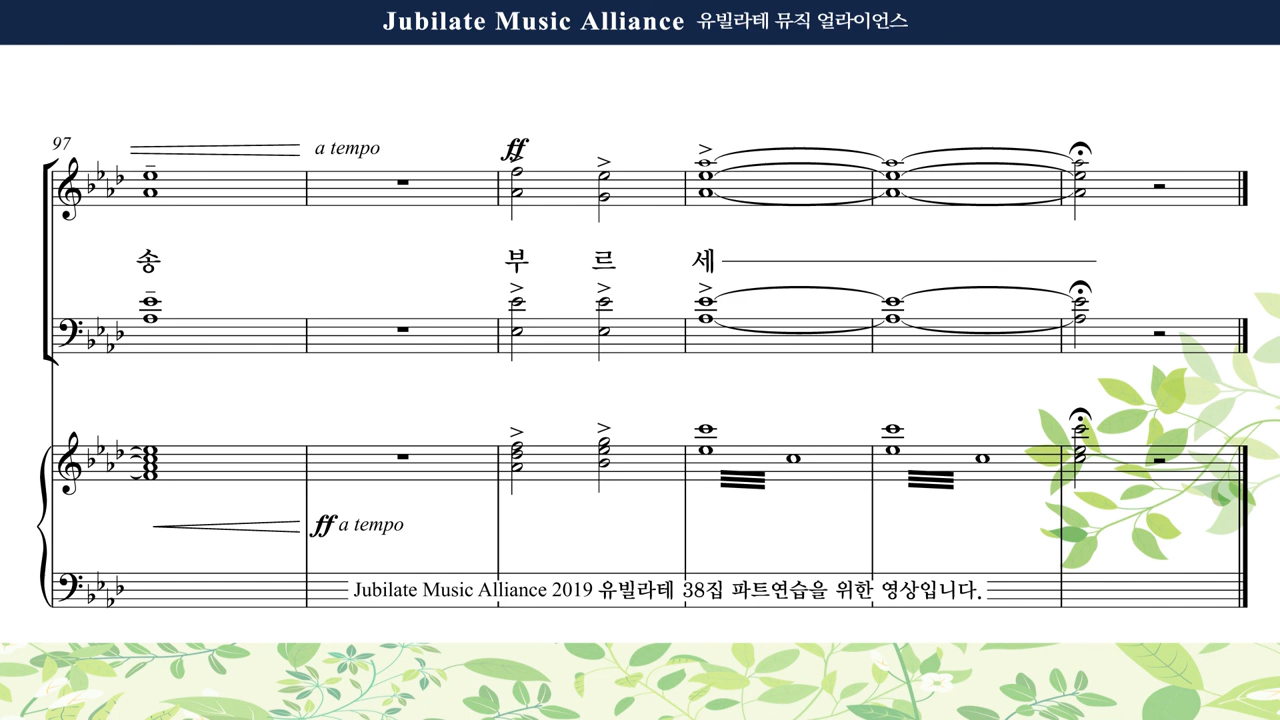 Jubilate Music Alliance 유빌라테 뮤직 얼라이언스
97
a tempo
ff
송 부 르 세
ff a tempo
Jubilate Music Alliance 2019 유빌라테 38집 파트연습을 위한 영상입니다.